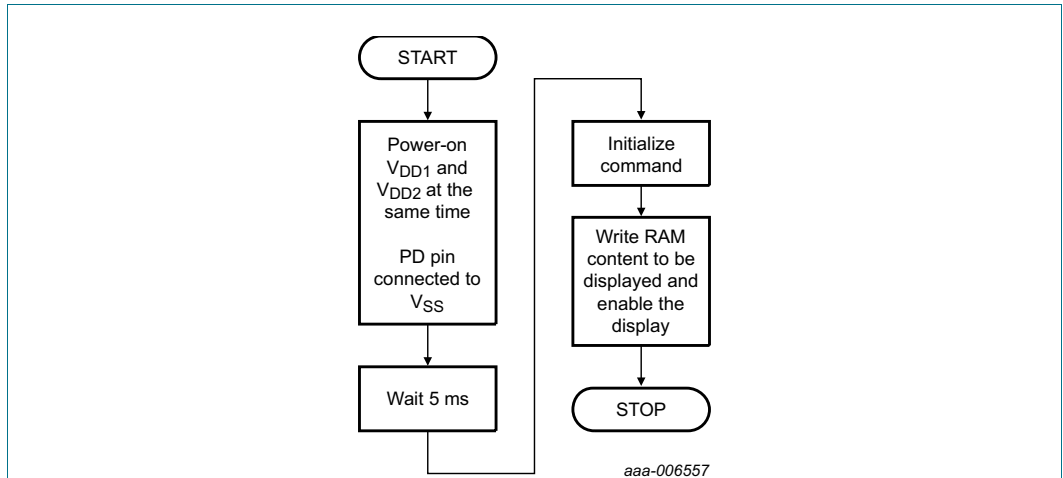 START
Power-on
VDD1 and
VDD2 at the
same time
PD pin
connected to
VSS
Wait 5 ms
Initialize
command
Write RAM
content to be
displayed and
enable the
display
STOP
aaa-006557